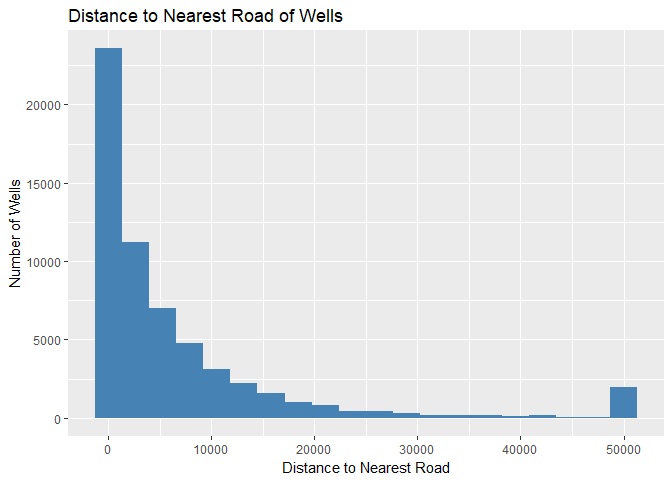 Distance to Nearest Road of Wells
Number of Wells
20000
15000
10000
5000
0
0 10000 20000 30000 40000 50000
Distance to Nearest Road